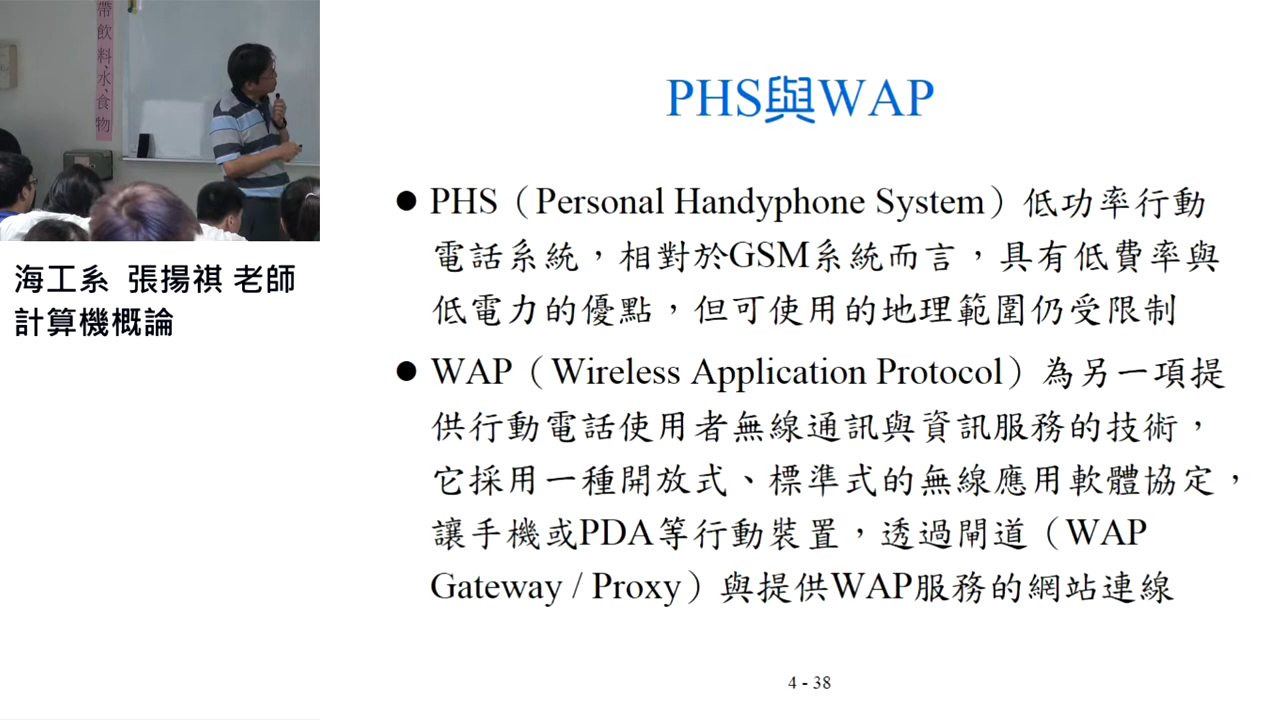 帶飲料、水、食物
海工系 張揚祺 老師
計算機概論
PHS與WAP
● PHS（Personal Handyphone System）低功率行動
電話系統，相對於GSM系統而言，具有低費率與
低電力的優點，但可使用的地理範圍仍受限制
● WAP（Wireless Application Protocol）為另一項提
供行動電話使用者無線通訊與資訊服務的技術，
它採用一種開放式、標準式的無線應用軟體協定，
讓手機或PDA等行動裝置，透過閘道（WAP
Gateway / Proxy）與提供WAP服務的網站連線
4 - 38